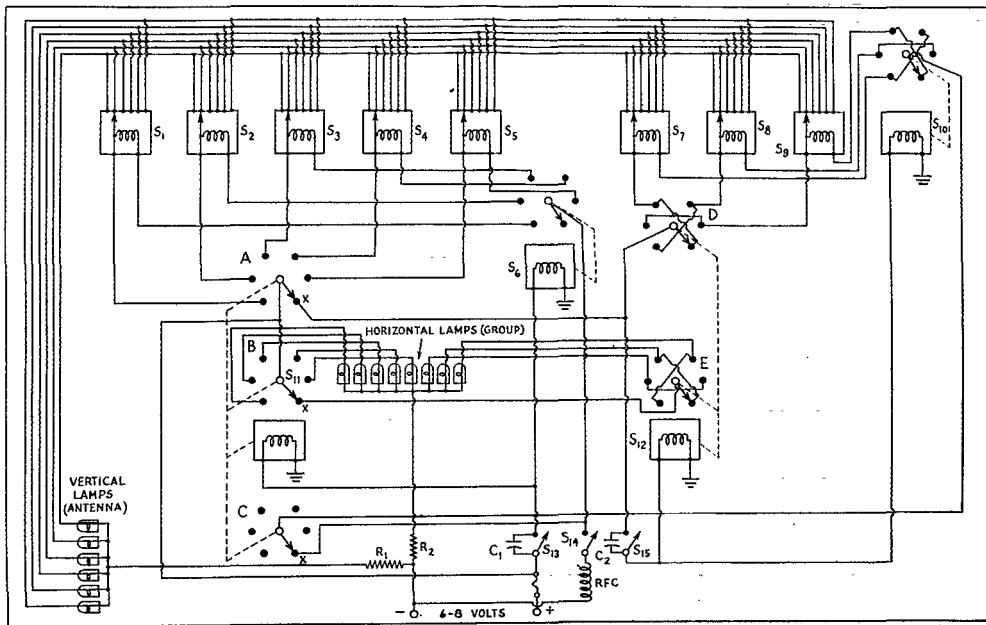 S1
S2
S3
S4
S5
S7
S8
S9
S10
D
S6
A
X
HORIZONTAL LAMPS (GROUP)
B
E
S11
X
S12
VERTICAL
LAMPS
(ANTENNA)
C
X
R1
R2
C1
S13
S14
C2
S15
RFC
- 6-8 VOLTS +